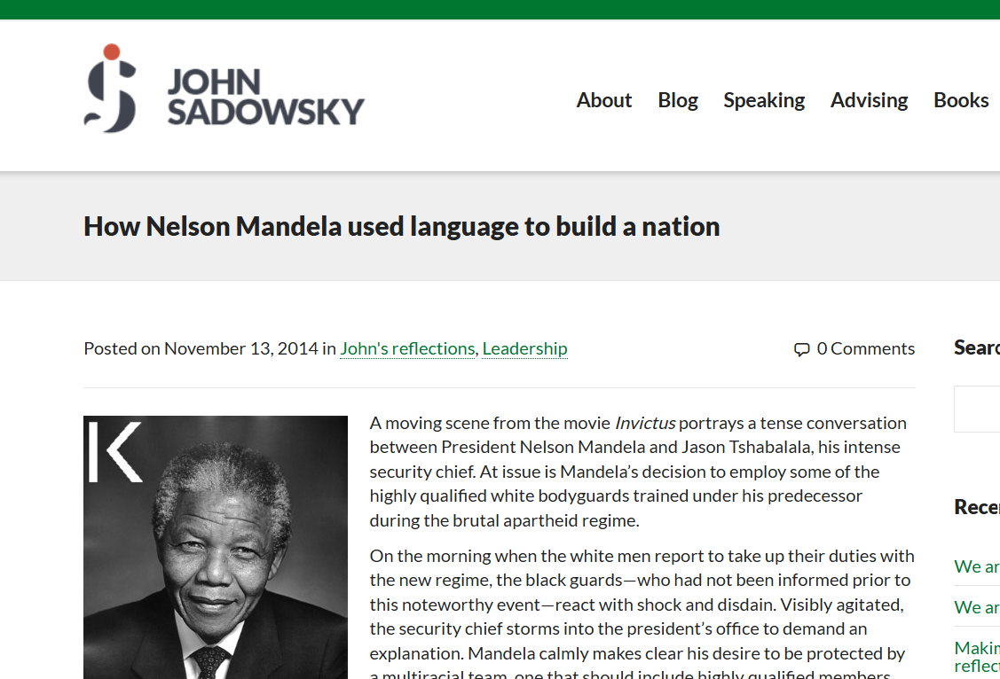 JOHN
SADOWSKY
About Blog Speaking Advising Books
How Nelson Mandela used language to build a nation
Posted on November 13, 2014 in John's reflections, Leadership
0 Comments
K
A moving scene from the movie Invictus portrays a tense conversation
between President Nelson Mandela and Jason Tshabalala, his intense
security chief. At issue is Mandela’s decision to employ some of the
highly qualified white bodyguards trained under his predecessor
during the brutal apartheid regime.
On the morning when the white men report to take up their duties with
the new regime, the black guards—who had not been informed prior to
this noteworthy event—react with shock and disdain. Visibly agitated,
the security chief storms into the president’s office to demand an
explanation. Mandela calmly makes clear his desire to be protected by
a multiracial team, one that should include highly qualified members
We ar
We ar